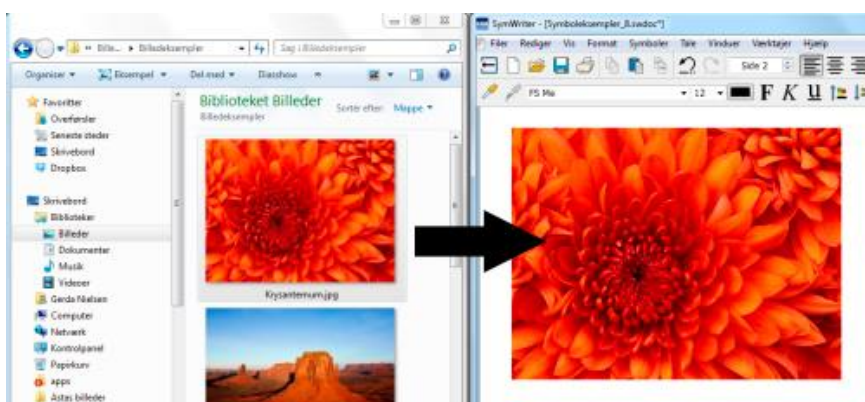 Bille... ▸ Billedeksempler
Søg i Billedeksempler
Organiser
Eksempel
Del med
Diasshow
Favoritter
Overførsler
Seneste steder
Skrivebord
Dropbox
Skrivebord
Biblioteker
Billeder
Dokumenter
Musik
Videoer
Gerda Nielsen
Computer
Netværk
Kontrolpanel
Papirkurv
apps
Astas billeder
Biblioteket Billeder
Billedeksempler
Sorter efter: Mappe
Krysantemum.jpg
SymWriter - [Symboleksempler_8.swdoc*]
Filer Rediger Vis Format Symboler Tale Vinduer Værktøjer Hjælp
Side 2
FS Me 12 F K U